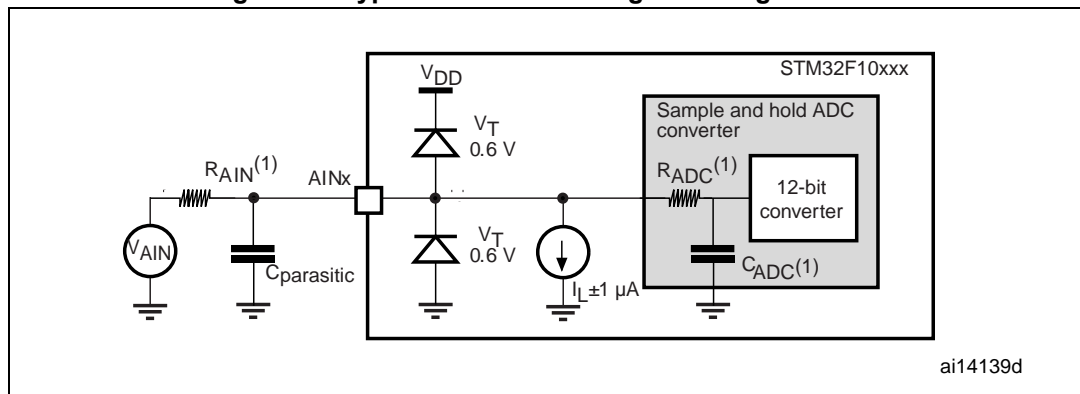 STM32F10xxx
VDD
Sample and hold ADC
converter
VT
0.6 V
RAIN(1)
AINx
RADC(1)
12-bit
converter
VAIN
VT
0.6 V
Cparasitic
CADC(1)
IL±1 µA
ai14139d